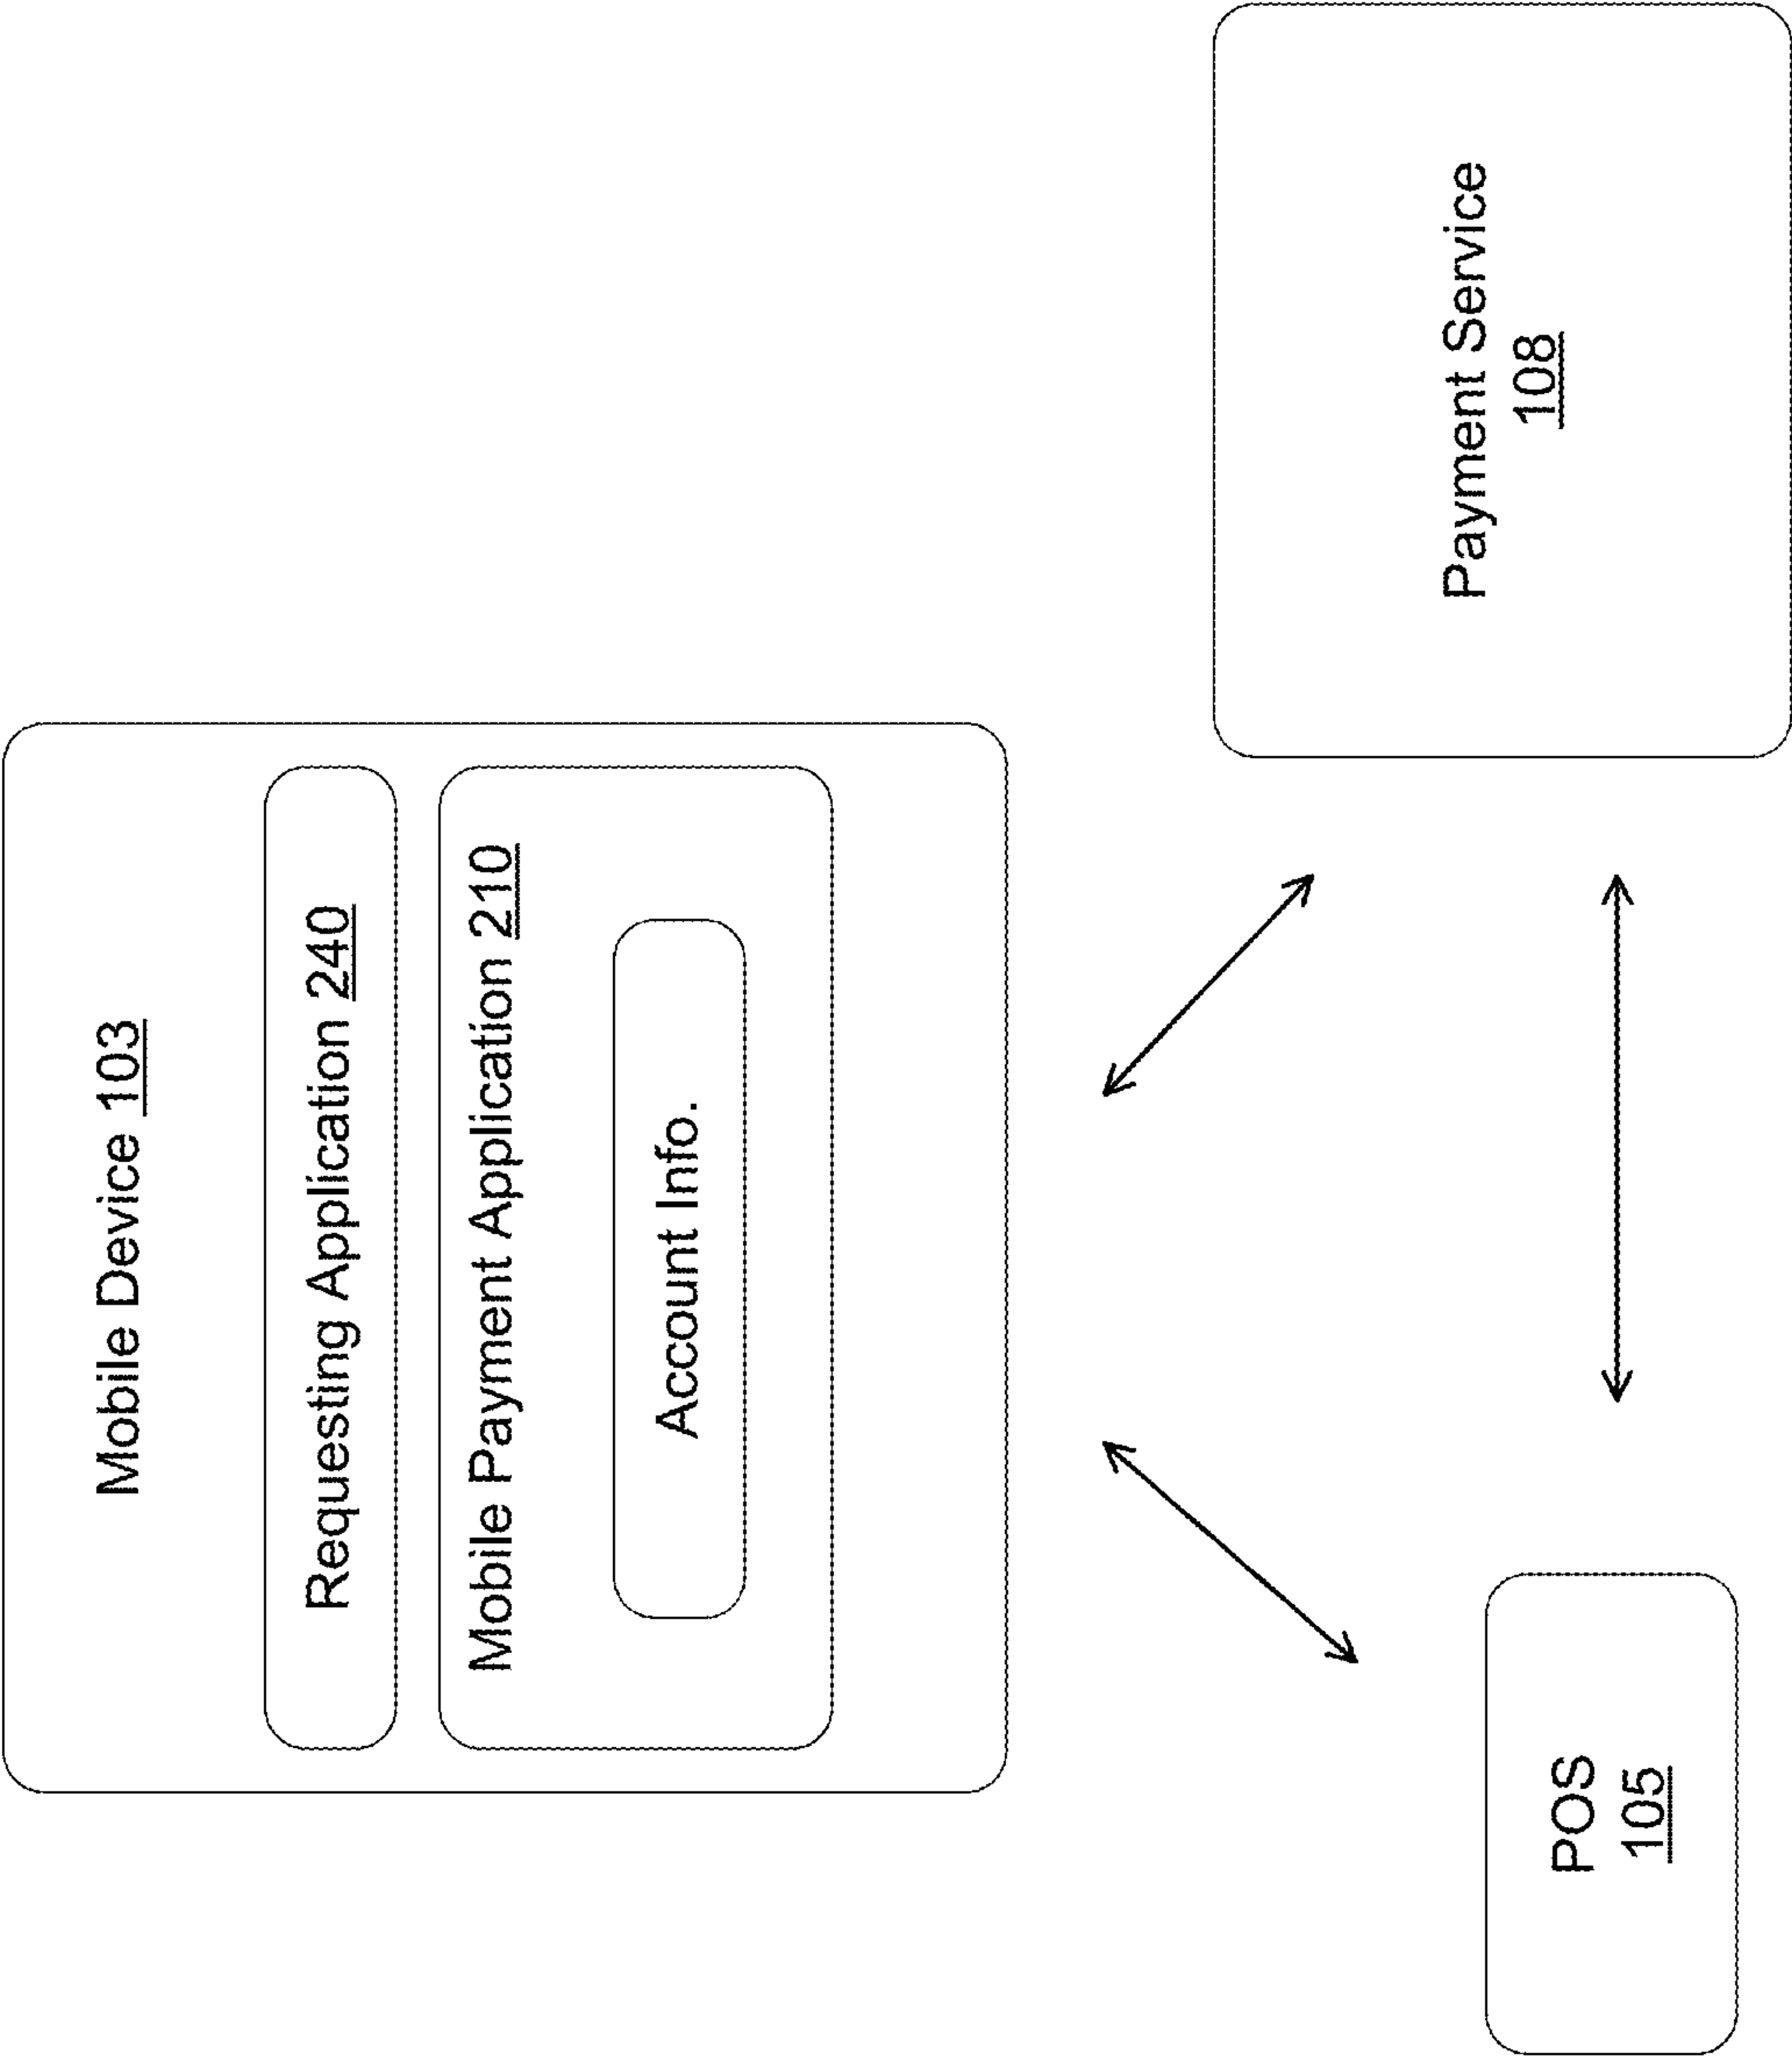 Mobile Device 103
Requesting Application 240
Mobile Payment Application 210
Account Info.
POS
105
Payment Service
108